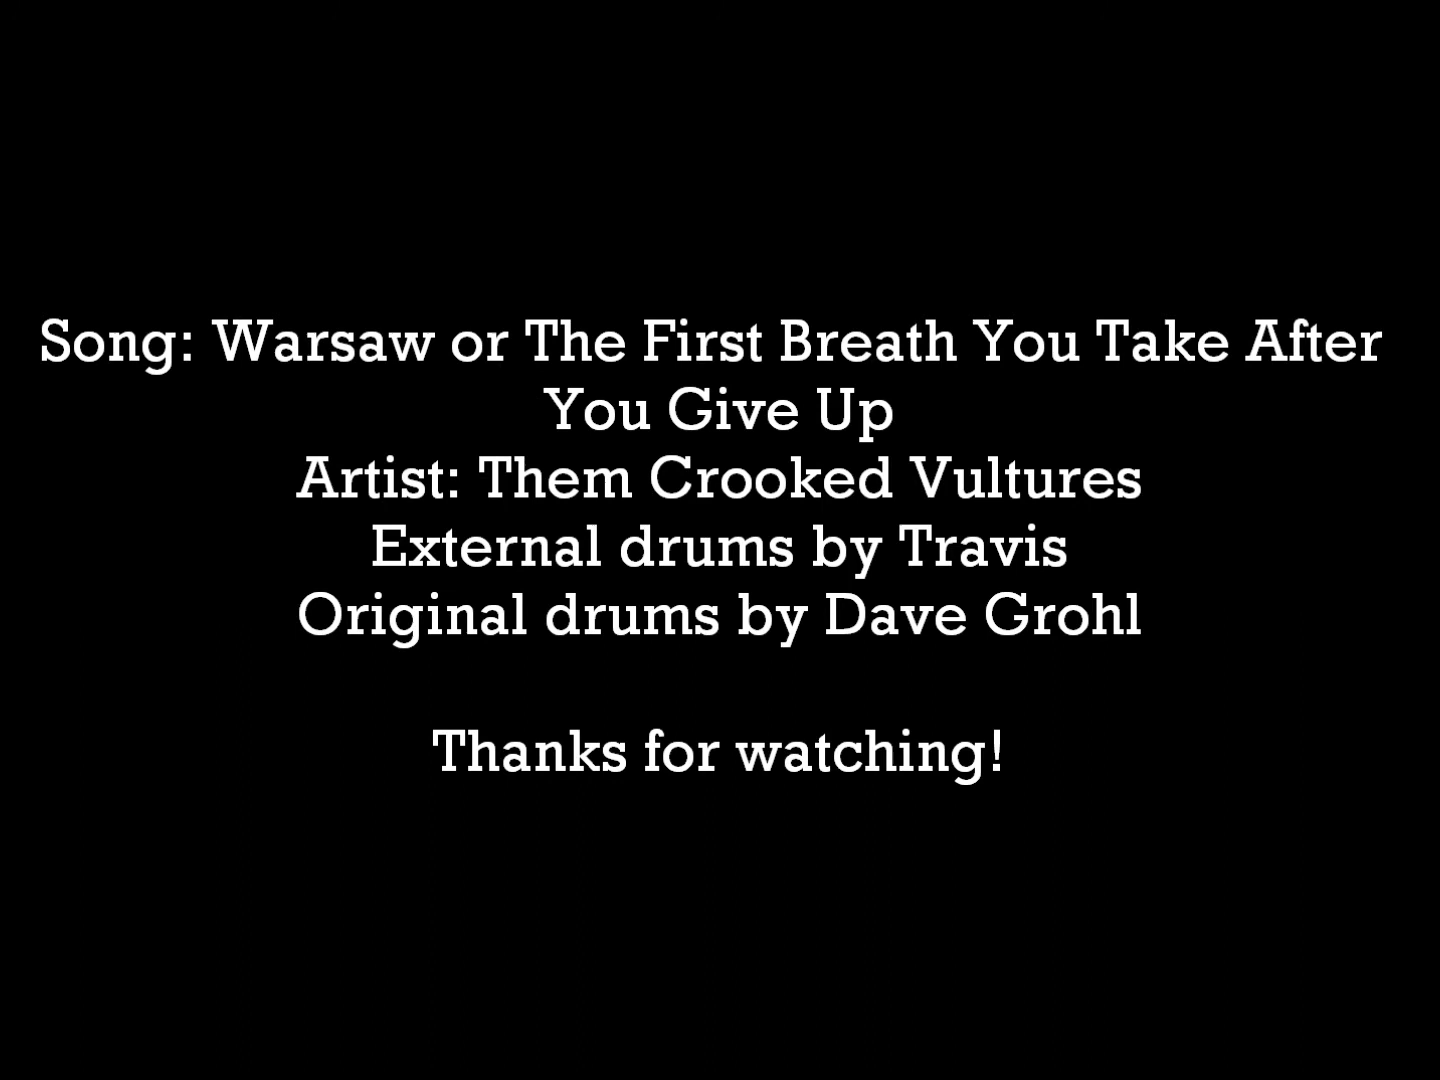 Song: Warsaw or The First Breath You Take After
You Give Up
Artist: Them Crooked Vultures
External drums by Travis
Original drums by Dave Grohl
Thanks for watching!